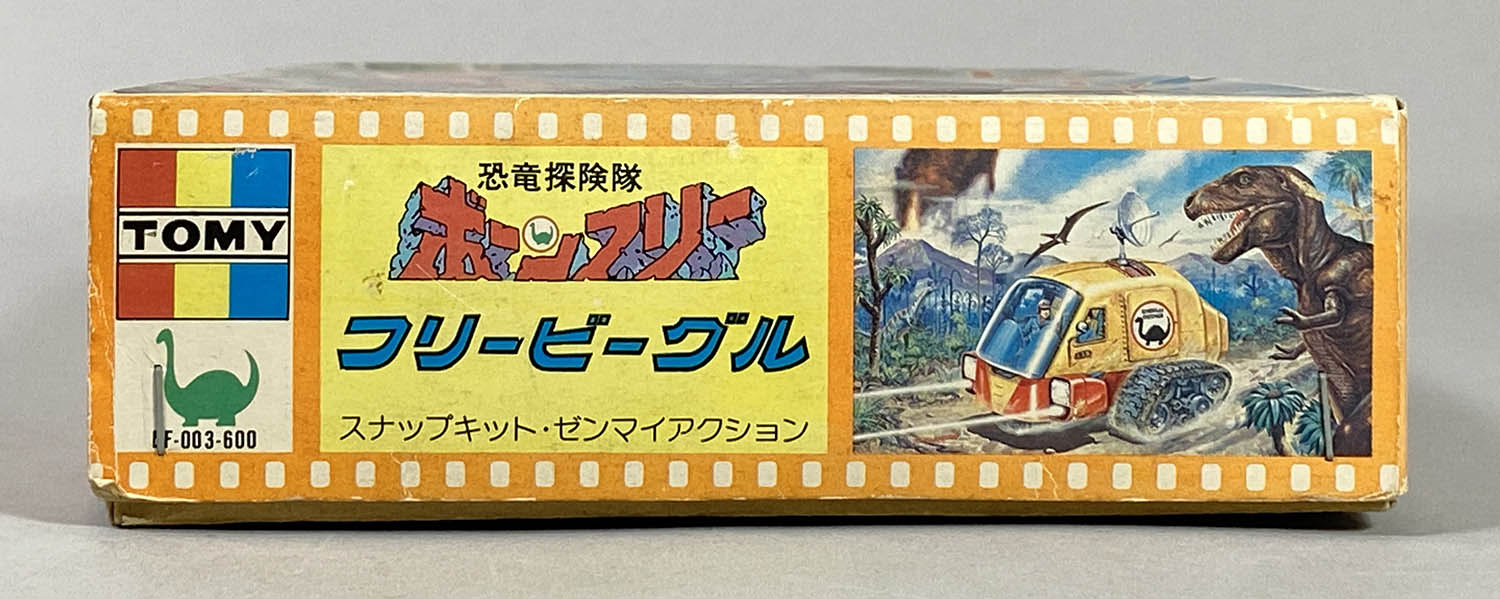 TOMY
F-003-600
恐竜探険隊
ボーンフリー
フリービーグル
スナップキット・ゼンマイアクション